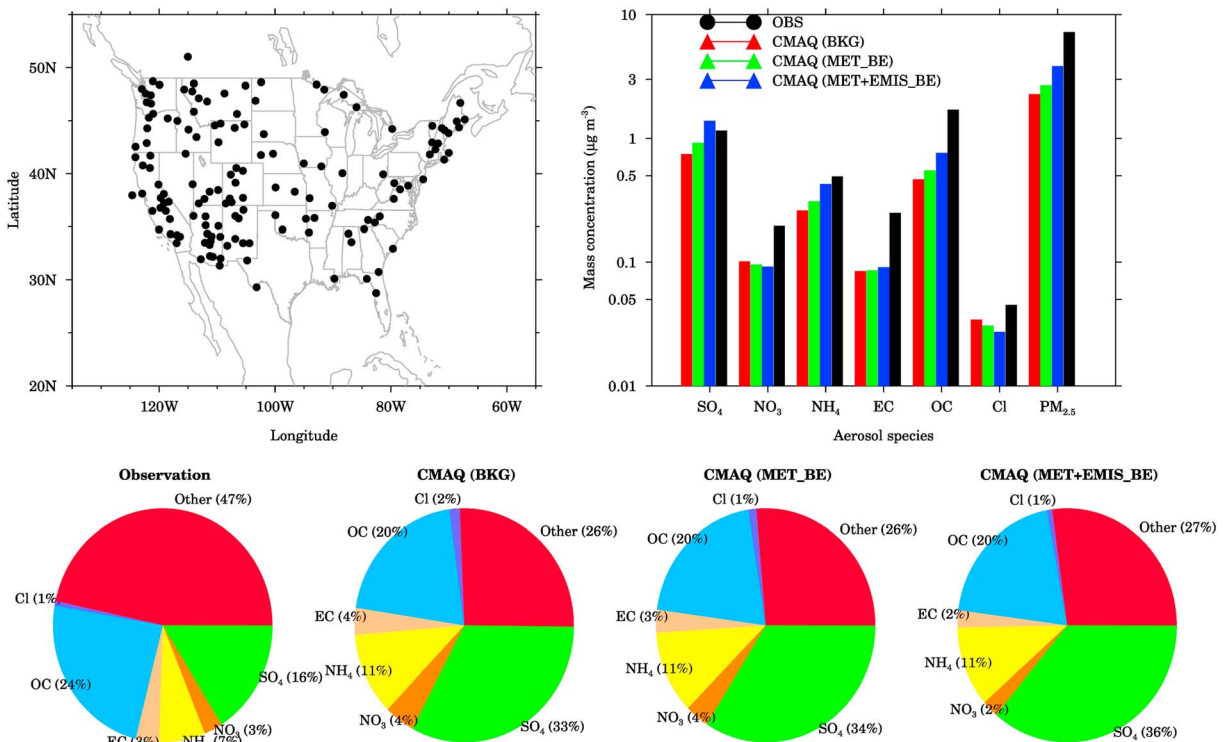 50N
40N
30N
20N
Latitude
120W
100W
80W
60W
Longitude
OBS
CMAQ (BKG)
CMAQ (MET_BE)
CMAQ (MET+EMIS_BE)
10
3
1
0.5
0.1
0.05
0.01
Mass concentration (μg m⁻³)
SO₄
NO₃
NH₄
EC
OC
Cl
PM₂.₅
Aerosol species
Observation
Other (47%)
Cl (1%)
OC (24%)
EC (3%)
NH₄ (7%)
NO₃ (3%)
SO₄ (16%)
CMAQ (BKG)
Cl (2%)
Other (26%)
OC (20%)
EC (4%)
NH₄ (11%)
NO₃ (4%)
SO₄ (33%)
CMAQ (MET_BE)
Cl (1%)
Other (26%)
OC (20%)
EC (3%)
NH₄ (11%)
NO₃ (4%)
SO₄ (34%)
CMAQ (MET+EMIS_BE)
Cl (1%)
Other (27%)
OC (20%)
EC (2%)
NH₄ (11%)
NO₃ (2%)
SO₄ (36%)